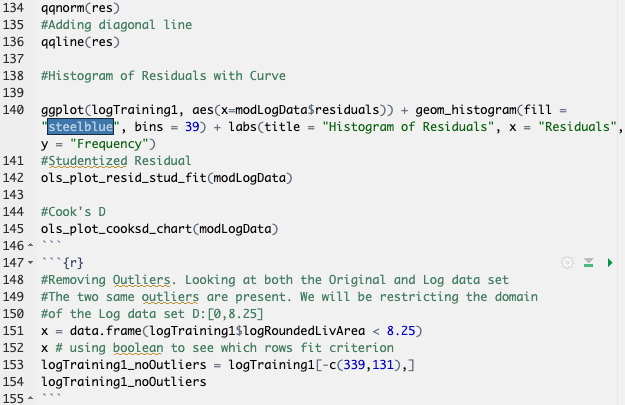 134 qqnorm(res)
135 #Adding diagonal line
136 qqline(res)
137
138 #Histogram of Residuals with Curve
139
140 ggplot(logTraining1, aes(x=modLogData$residuals)) + geom_histogram(fill =
"steelblue", bins = 39) + labs(title = "Histogram of Residuals", x = "Residuals",
y = "Frequency")
141 #Studentized Residual
142 ols_plot_resid_stud_fit(modLogData)
143
144 #Cook's D
145 ols_plot_cooksd_chart(modLogData)
146 ```
147 ```{r}
148 #Removing Outliers. Looking at both the Original and Log data set
149 #The two same outliers are present. We will be restricting the domain
150 #of the Log data set D:[0,8.25]
151 x = data.frame(logTraining1$logRoundedLivArea < 8.25)
152 x # using boolean to see which rows fit criterion
153 logTraining1_noOutliers = logTraining1[-c(339,131),]
154 logTraining1_noOutliers
155 ```